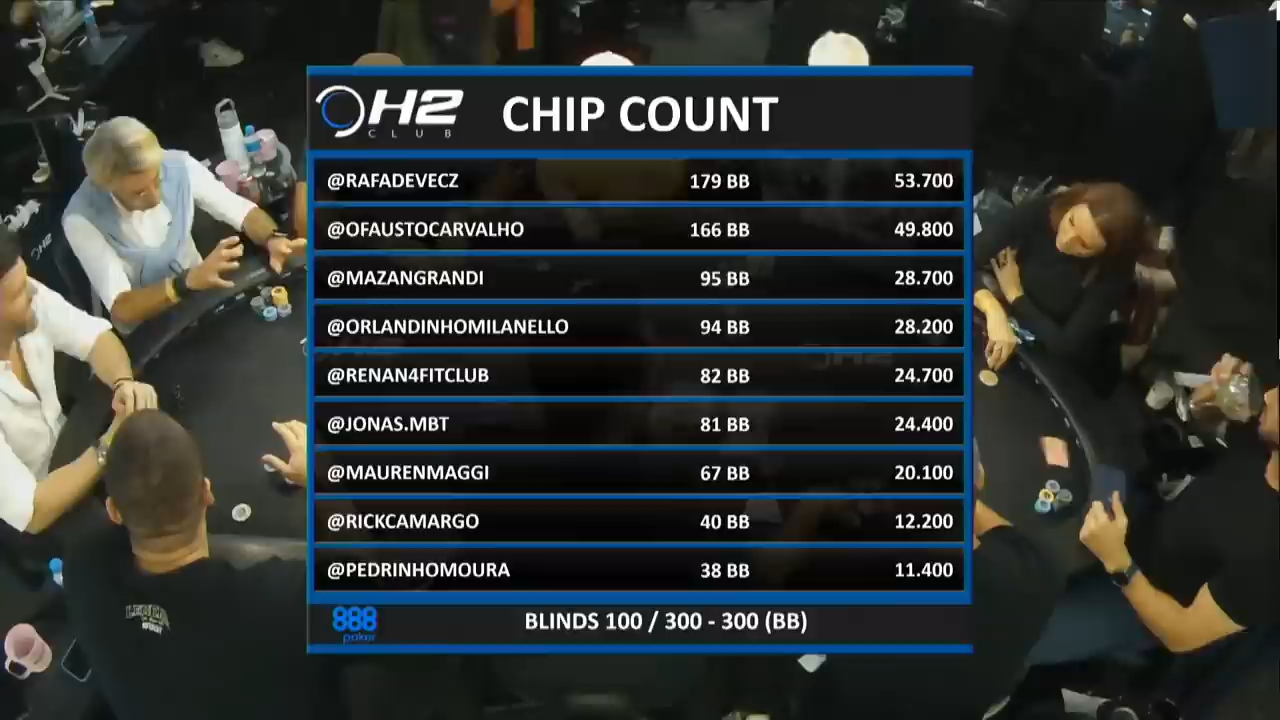 H2
CLUB
CHIP COUNT
@RAFADEVECZ 179 BB 53.700
@OFAUSTOCARVALHO 166 BB 49.800
@MAZANGRANDI 95 BB 28.700
@ORLANDINHOMILANELLO 94 BB 28.200
@RENAN4FITCLUB 82 BB 24.700
@JONAS.MBT 81 BB 24.400
@MAURENMAGGI 67 BB 20.100
@RICKCAMARGO 40 BB 12.200
@PEDRINHOMOURA 38 BB 11.400
888
poker
BLINDS 100 / 300 - 300 (BB)
H2
H2